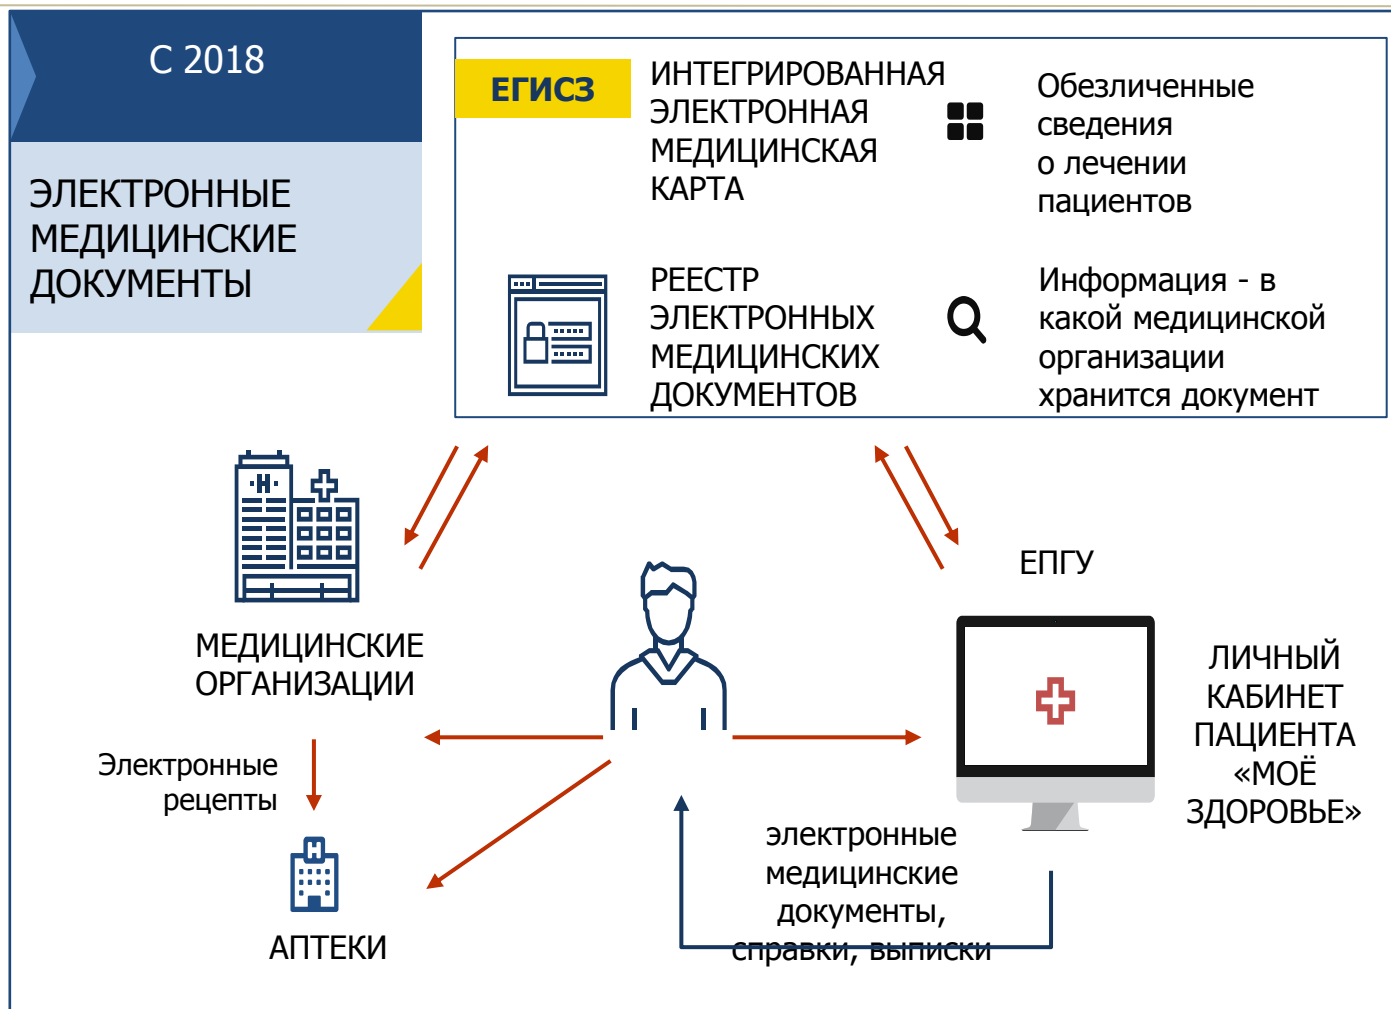 С 2018
ЭЛЕКТРОННЫЕ
МЕДИЦИНСКИЕ
ДОКУМЕНТЫ
ЕГИСЗ
ИНТЕГРИРОВАННАЯ
ЭЛЕКТРОННАЯ
МЕДИЦИНСКАЯ
КАРТА
Обезличенные
сведения
о лечении
пациентов
РЕЕСТР
ЭЛЕКТРОННЫХ
МЕДИЦИНСКИХ
ДОКУМЕНТОВ
Информация - в
какой медицинской
организации
хранится документ
H
МЕДИЦИНСКИЕ
ОРГАНИЗАЦИИ
ЕПГУ
ЛИЧНЫЙ
КАБИНЕТ
ПАЦИЕНТА
«МОЁ
ЗДОРОВЬЕ»
Электронные
рецепты
H
АПТЕКИ
электронные
медицинские
документы,
справки, выписки